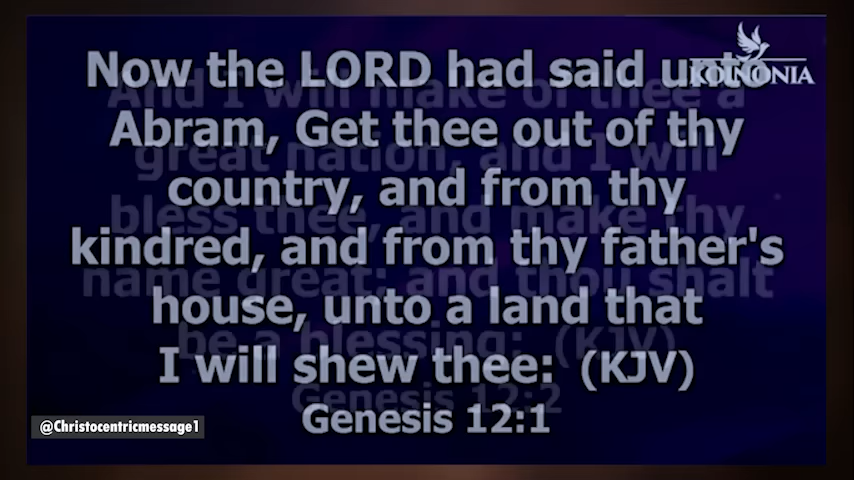 Now the LORD had said unto
KOINONIA
Abram, Get thee out of thy
country, and from thy
kindred, and from thy father's
house, unto a land that
I will shew thee: (KJV)
Genesis 12:1
And I will make of thee a
great nation, and I will
bless thee, and make thy
name great; and thou shalt
be a blessing: (KJV)
Genesis 12:2
@Christocentricmessage1